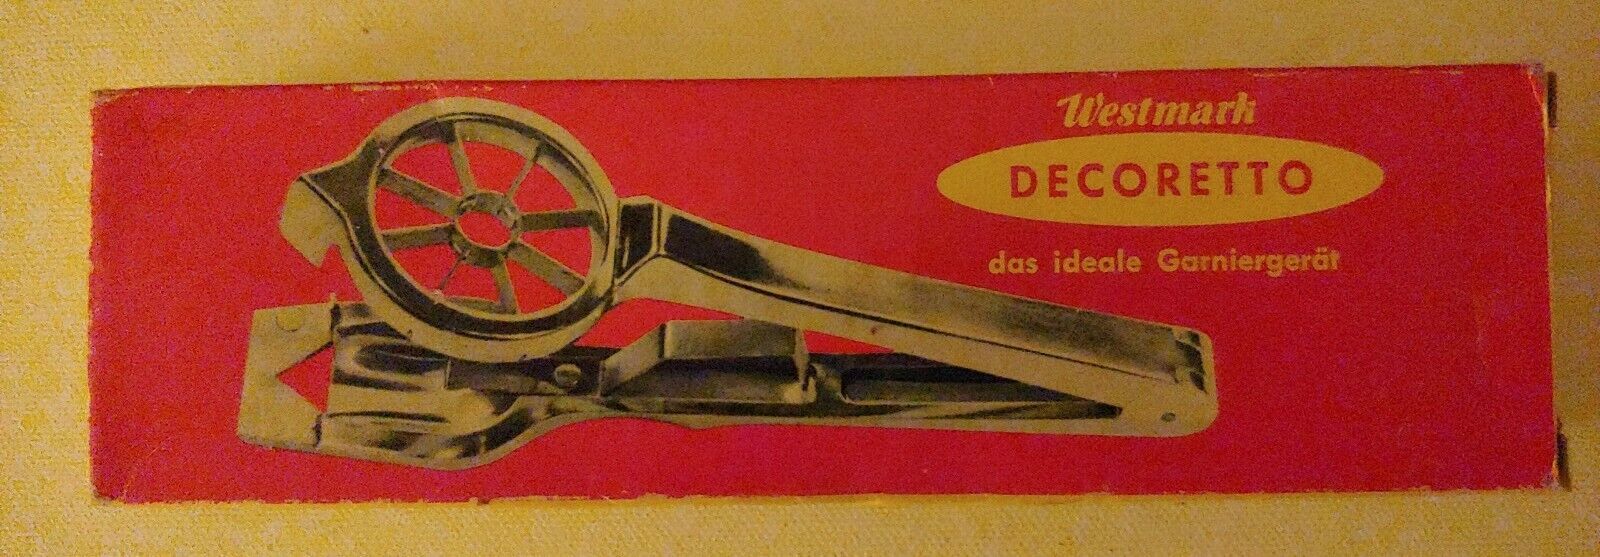 Westmark
DECORETTO
das ideale Garniergerät